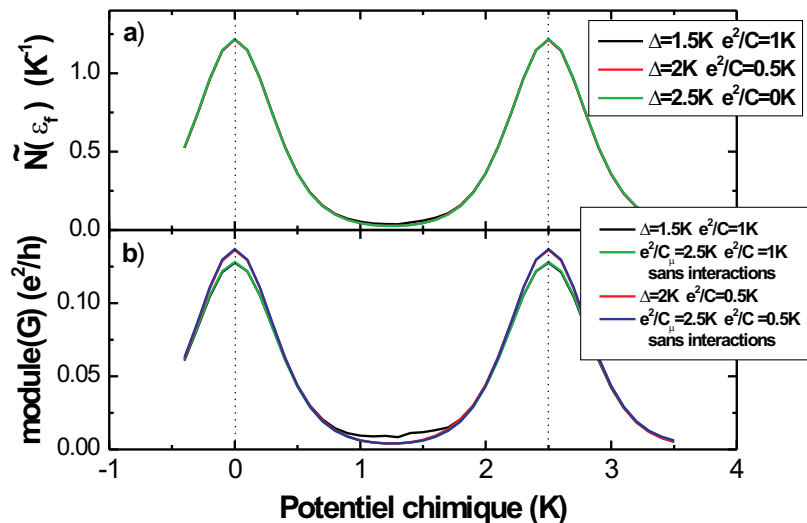 a)
Ñ( ε_f ) (K⁻¹)
1.0
0.5
0.0
Δ=1.5K e²/C=1K
Δ=2K e²/C=0.5K
Δ=2.5K e²/C=0K
b)
module(G) (e²/h)
0.10
0.05
0.00
Δ=1.5K e²/C=1K
e²/C_μ=2.5K e²/C=1K
sans interactions
Δ=2K e²/C=0.5K
e²/C_μ=2.5K e²/C=0.5K
sans interactions
-1 0 1 2 3 4
Potentiel chimique (K)